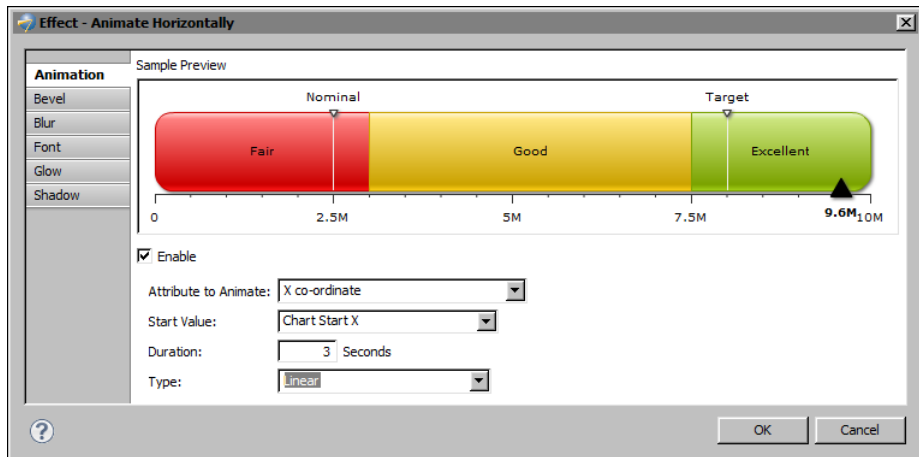 Effect - Animate Horizontally
Animation
Bevel
Blur
Font
Glow
Shadow
Sample Preview
Nominal Target
Fair Good Excellent
0 2.5M 5M 7.5M 9.6M 10M
Enable
Attribute to Animate: X co-ordinate
Start Value: Chart Start X
Duration: 3 Seconds
Type: Linear
? OK Cancel